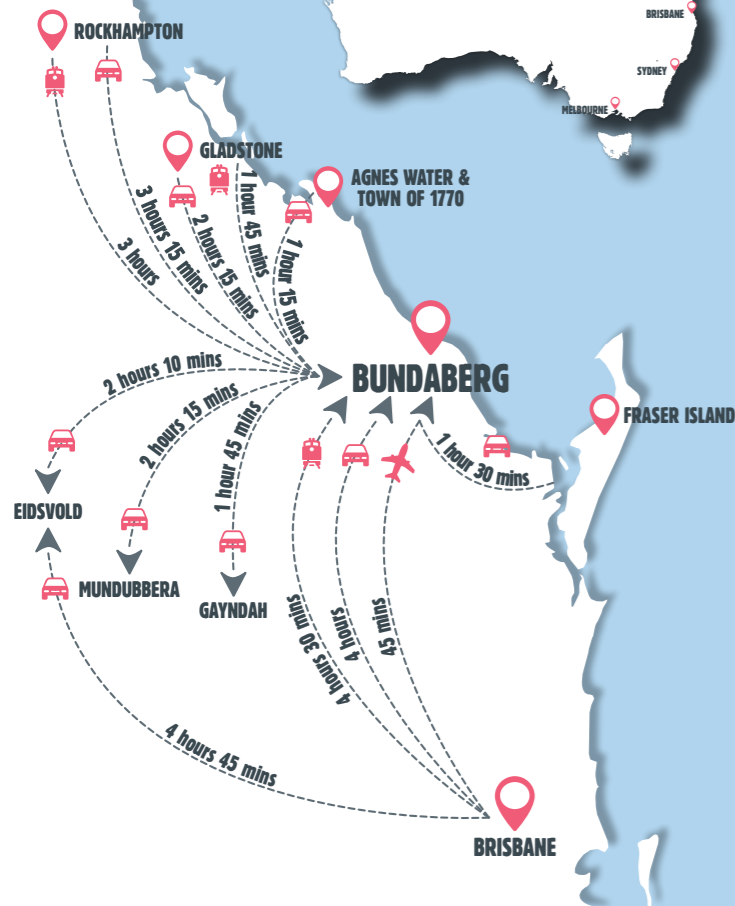 BRISBANE
ROCKHAMPTON
SYDNEY
MELBOURNE
GLADSTONE
AGNES WATER &
TOWN OF 1770
1 hour 45 mins
3 hours 15 mins
2 hours 15 mins
3 hours
1 hour 15 mins
2 hours 10 mins
BUNDABERG
2 hours 15 mins
1 hour 45 mins
FRASER ISLAND
1 hour 30 mins
EIDSVOLD
MUNDUBBERA
GAYNDAH
4 hours 30 mins
4 hours
45 mins
4 hours 45 mins
BRISBANE